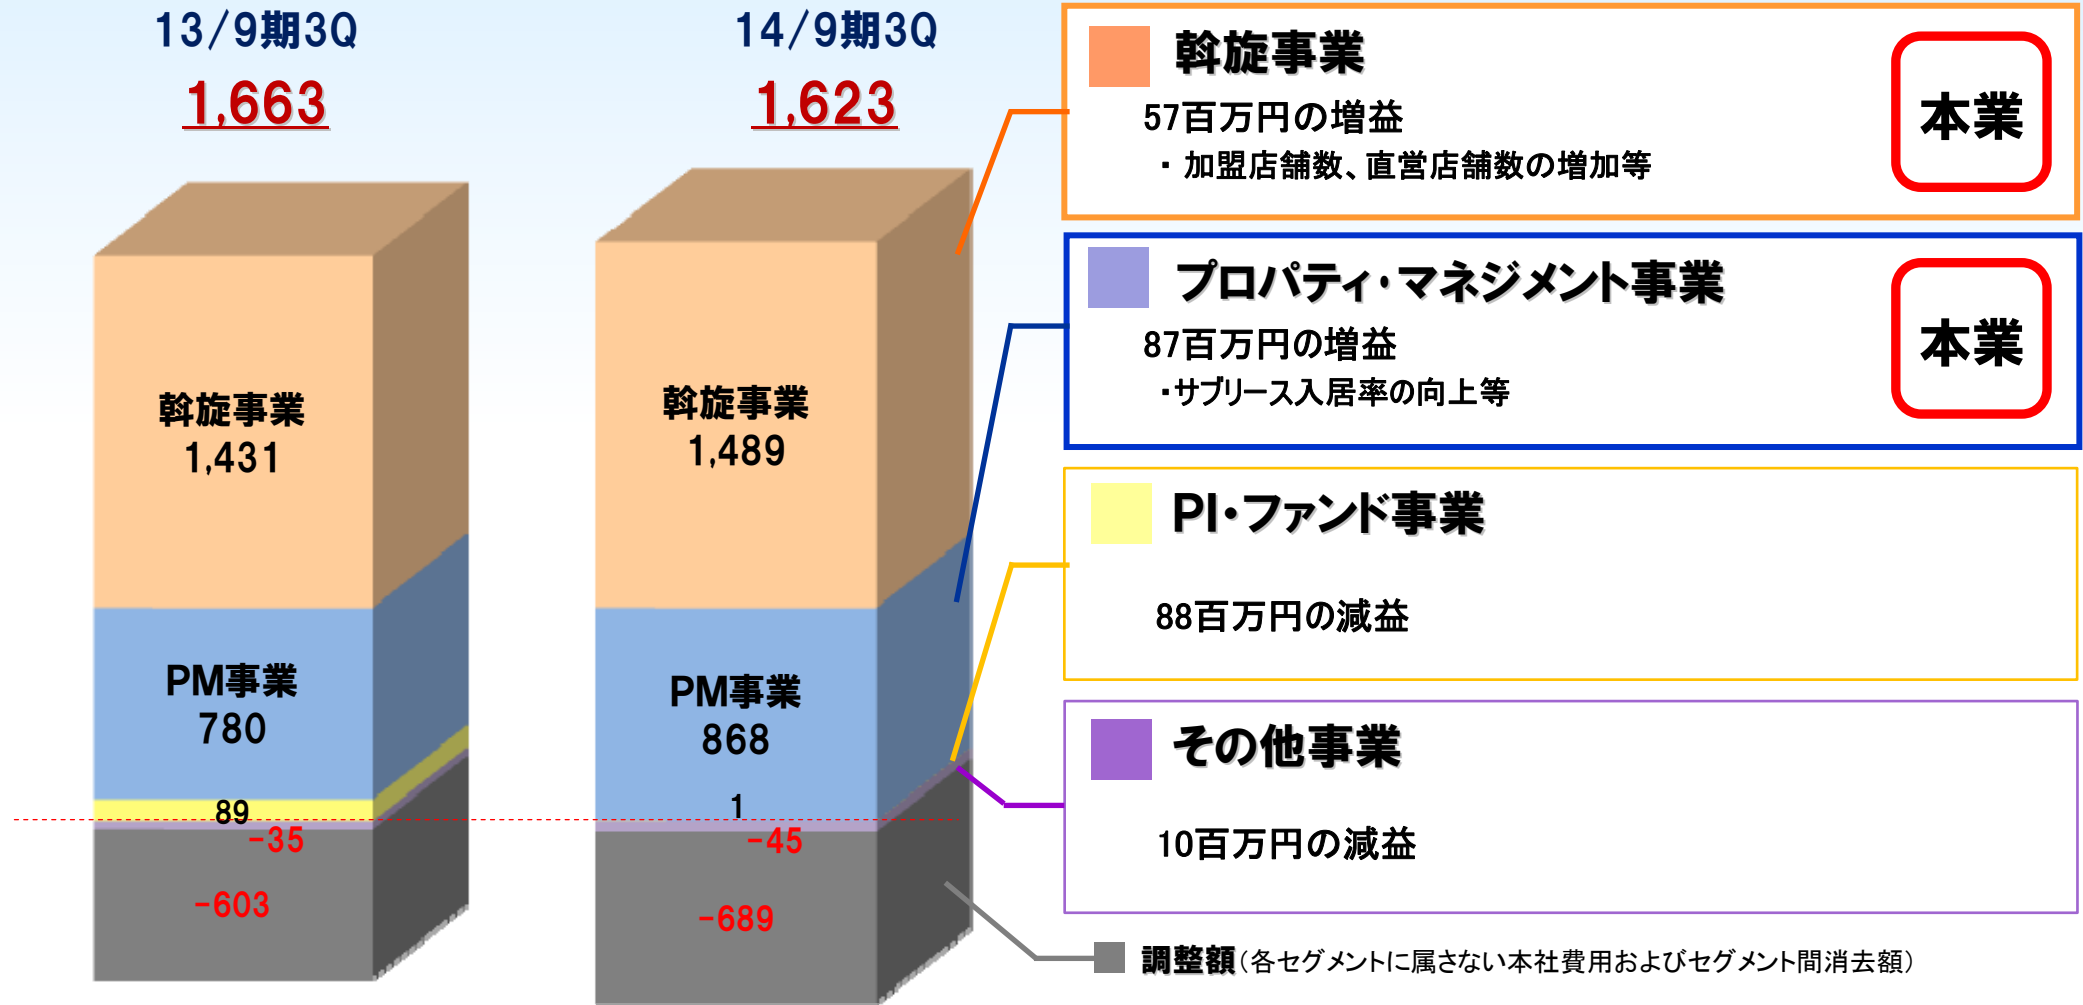 13/9期3Q
1,663
斡旋事業
1,431
PM事業
780
89
-35
-603
14/9期3Q
1,623
斡旋事業
1,489
PM事業
868
1
-45
-689
斡旋事業
本業
57百万円の増益
・ 加盟店舗数、直営店舗数の増加等
プロパティ・マネジメント事業
本業
87百万円の増益
・サブリース入居率の向上等
PI・ファンド事業
88百万円の減益
その他事業
10百万円の減益
調整額(各セグメントに属さない本社費用およびセグメント間消去額)